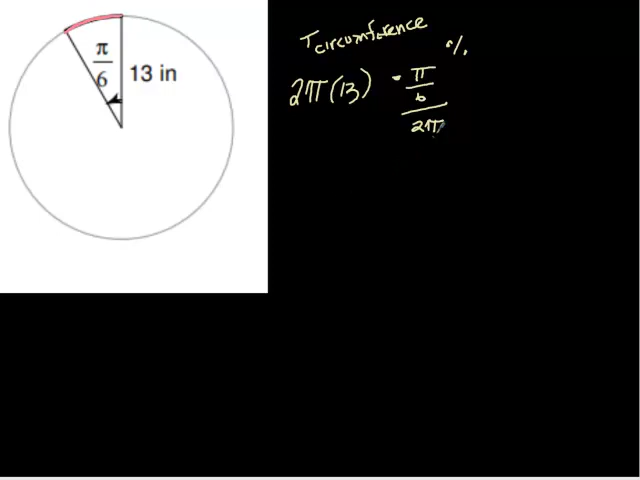 π/6
13 in
T circumference %
2π(13) · π/6 / 2π